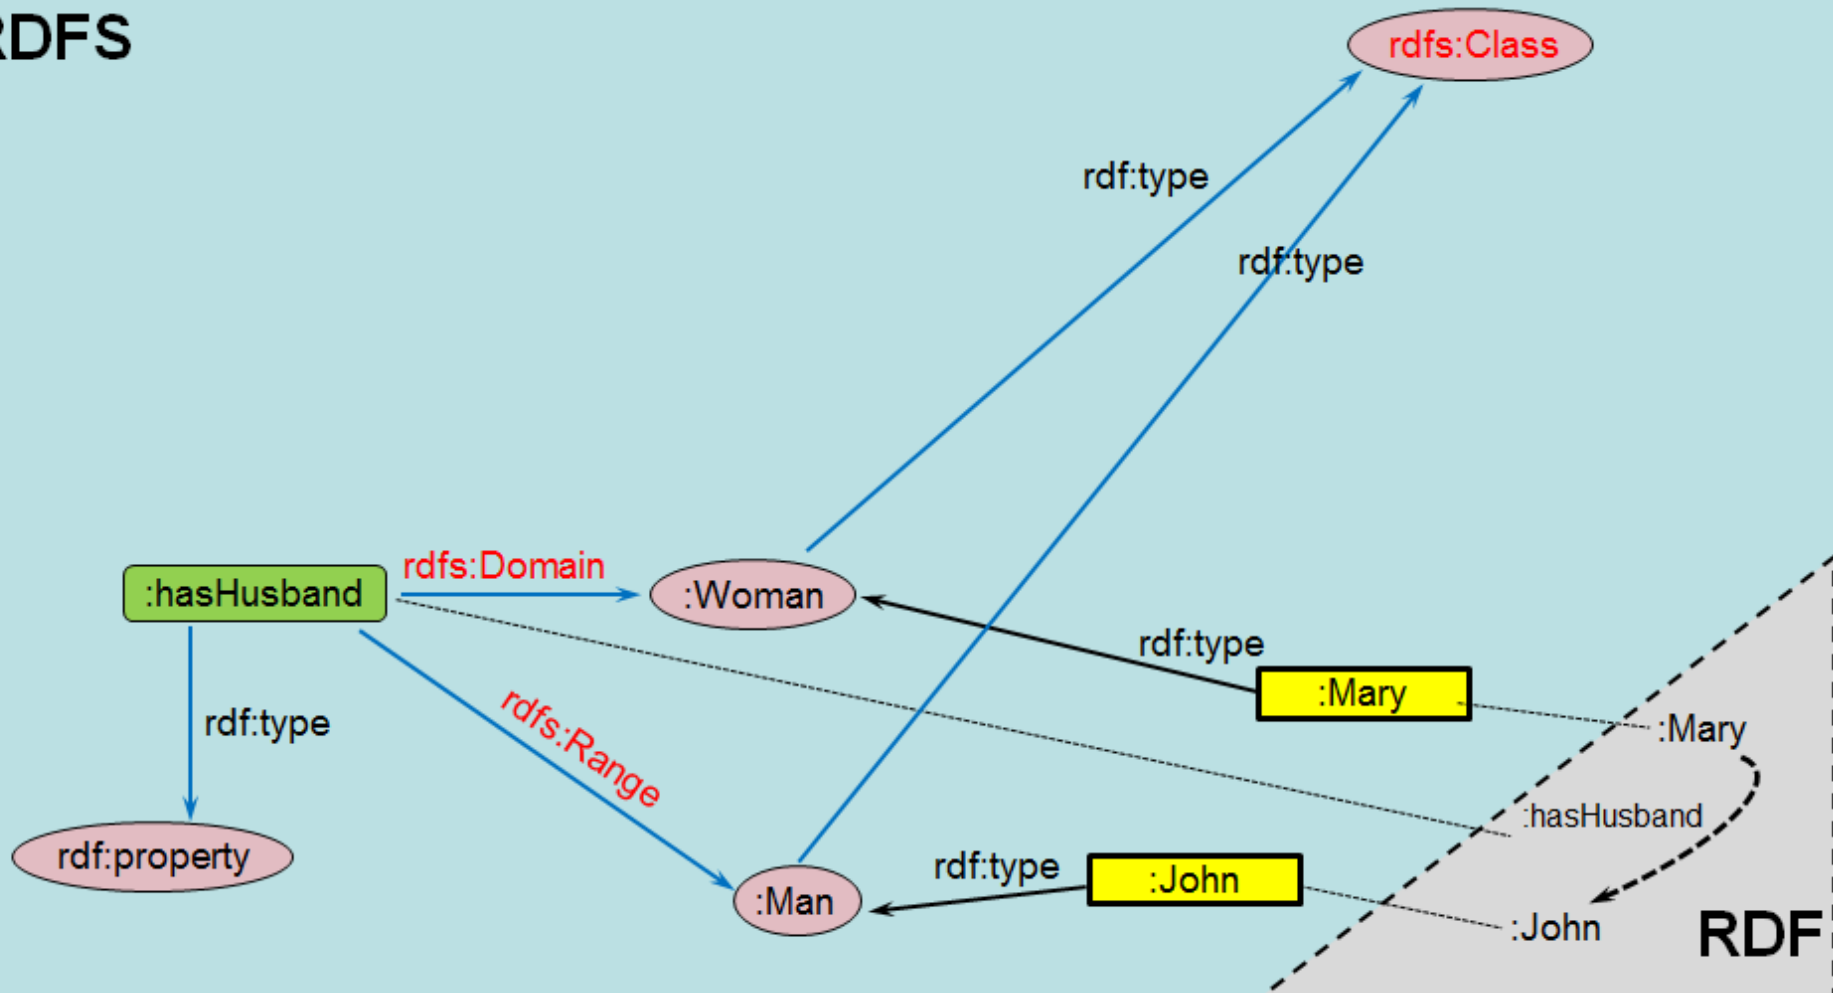 RDFS
rdfs:Class
rdf:type
rdf:type
rdfs:Domain
:hasHusband
:Woman
rdf:type
:Mary
rdf:type
rdfs:Range
:Mary
:hasHusband
rdf:property
rdf:type
:John
:Man
:John
RDF